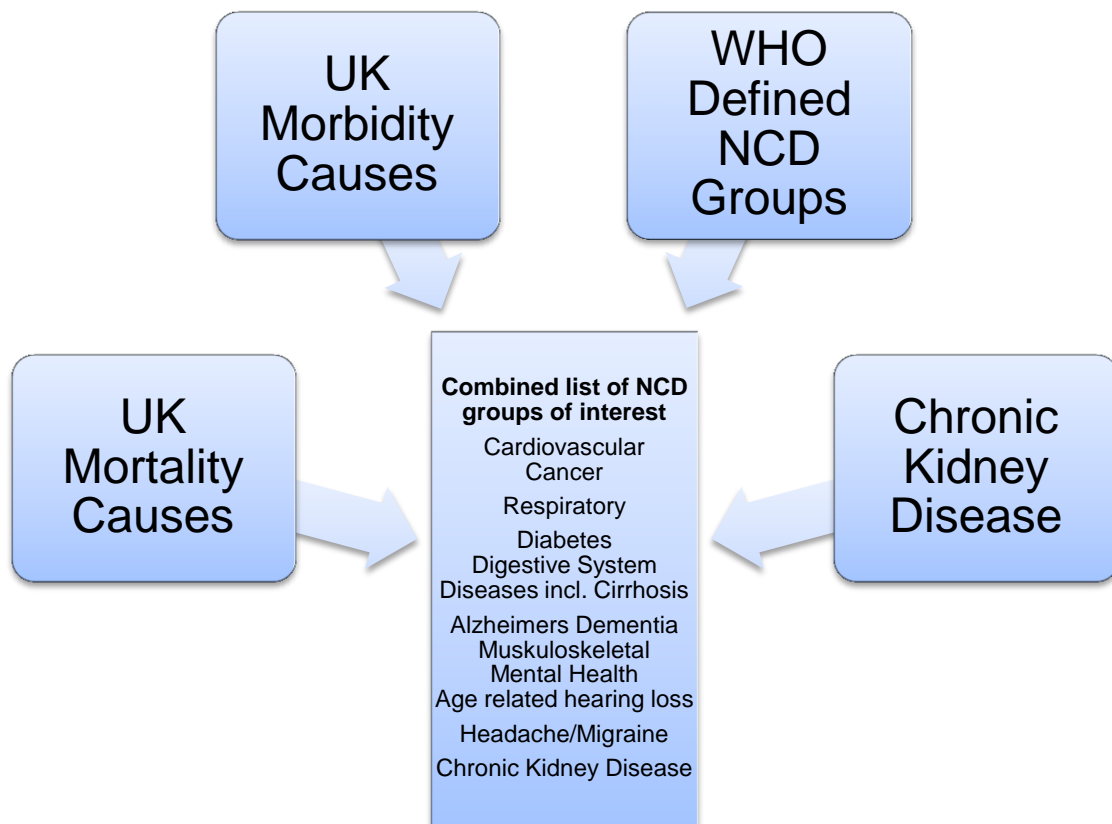 UK
Morbidity
Causes
WHO
Defined
NCD
Groups
UK
Mortality
Causes
Combined list of NCD
groups of interest
Cardiovascular
Cancer
Respiratory
Diabetes
Digestive System
Diseases incl. Cirrhosis
Alzheimers Dementia
Muskuloskeletal
Mental Health
Age related hearing loss
Headache/Migraine
Chronic Kidney Disease
Chronic
Kidney
Disease